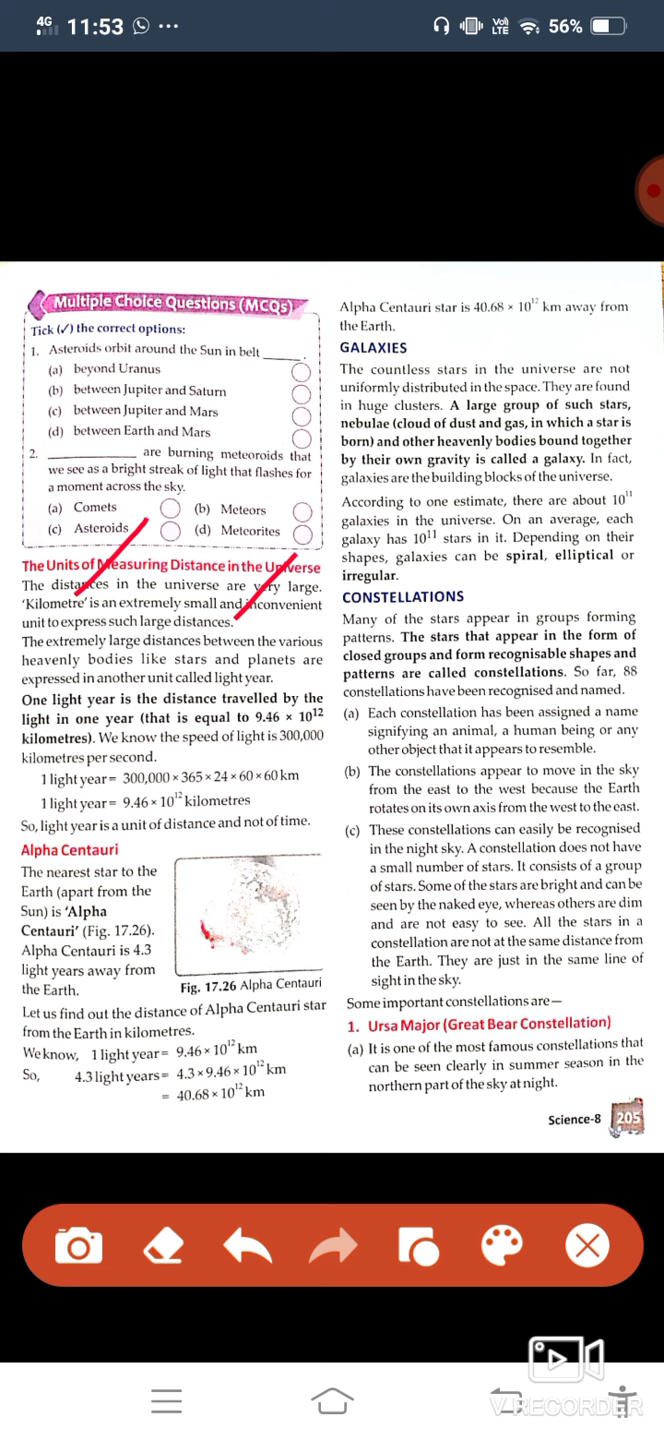 4G 11:53 ...
Vo) LTE 56%
Multiple Choice Questions (MCQs)
Tick (✓) the correct options:
1. Asteroids orbit around the Sun in belt ______.
(a) beyond Uranus
(b) between Jupiter and Saturn
(c) between Jupiter and Mars
(d) between Earth and Mars
2. ____________ are burning meteoroids that
we see as a bright streak of light that flashes for
a moment across the sky.
(a) Comets (b) Meteors
(c) Asteroids (d) Meteorites
The Units of Measuring Distance in the Universe
The distances in the universe are very large.
'Kilometre' is an extremely small and inconvenient
unit to express such large distances.
The extremely large distances between the various
heavenly bodies like stars and planets are
expressed in another unit called light year.
One light year is the distance travelled by the
light in one year (that is equal to 9.46 × 10¹²
kilometres). We know the speed of light is 300,000
kilometres per second.
1 light year = 300,000 × 365 × 24 × 60 × 60 km
1 light year = 9.46 × 10¹² kilometres
So, light year is a unit of distance and not of time.
Alpha Centauri
The nearest star to the
Earth (apart from the
Sun) is 'Alpha
Centauri' (Fig. 17.26).
Alpha Centauri is 4.3
light years away from
the Earth.
Fig. 17.26 Alpha Centauri
Let us find out the distance of Alpha Centauri star
from the Earth in kilometres.
We know, 1 light year = 9.46 × 10¹² km
So, 4.3 light years = 4.3 × 9.46 × 10¹² km
= 40.68 × 10¹² km
Alpha Centauri star is 40.68 × 10¹² km away from
the Earth.
GALAXIES
The countless stars in the universe are not
uniformly distributed in the space. They are found
in huge clusters. A large group of such stars,
nebulae (cloud of dust and gas, in which a star is
born) and other heavenly bodies bound together
by their own gravity is called a galaxy. In fact,
galaxies are the building blocks of the universe.
According to one estimate, there are about 10¹¹
galaxies in the universe. On an average, each
galaxy has 10¹¹ stars in it. Depending on their
shapes, galaxies can be spiral, elliptical or
irregular.
CONSTELLATIONS
Many of the stars appear in groups forming
patterns. The stars that appear in the form of
closed groups and form recognisable shapes and
patterns are called constellations. So far, 88
constellations have been recognised and named.
(a) Each constellation has been assigned a name
signifying an animal, a human being or any
other object that it appears to resemble.
(b) The constellations appear to move in the sky
from the east to the west because the Earth
rotates on its own axis from the west to the east.
(c) These constellations can easily be recognised
in the night sky. A constellation does not have
a small number of stars. It consists of a group
of stars. Some of the stars are bright and can be
seen by the naked eye, whereas others are dim
and are not easy to see. All the stars in a
constellation are not at the same distance from
the Earth. They are just in the same line of
sight in the sky.
Some important constellations are—
1. Ursa Major (Great Bear Constellation)
(a) It is one of the most famous constellations that
can be seen clearly in summer season in the
northern part of the sky at night.
Science-8 205
V RECORDER